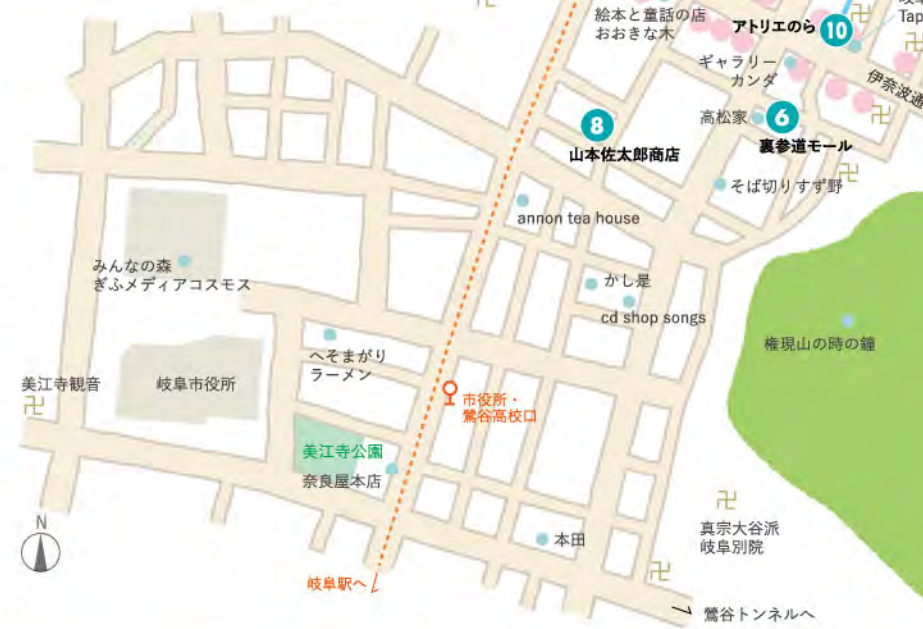 絵本と童話の店
おおきな木
アトリエのら
10
Tap
ギャラリー
カンダ
伊奈波通
高松家
6
裏参道モール
8
山本佐太郎商店
そば切りすず野
annon tea house
みんなの森
ぎふメディアコスモス
かし是
cd shop songs
権現山の時の鐘
へそまがり
ラーメン
美江寺観音
岐阜市役所
市役所・
鶯谷高校口
美江寺公園
奈良屋本店
N
本田
真宗大谷派
岐阜別院
岐阜駅へ
鶯谷トンネルへ